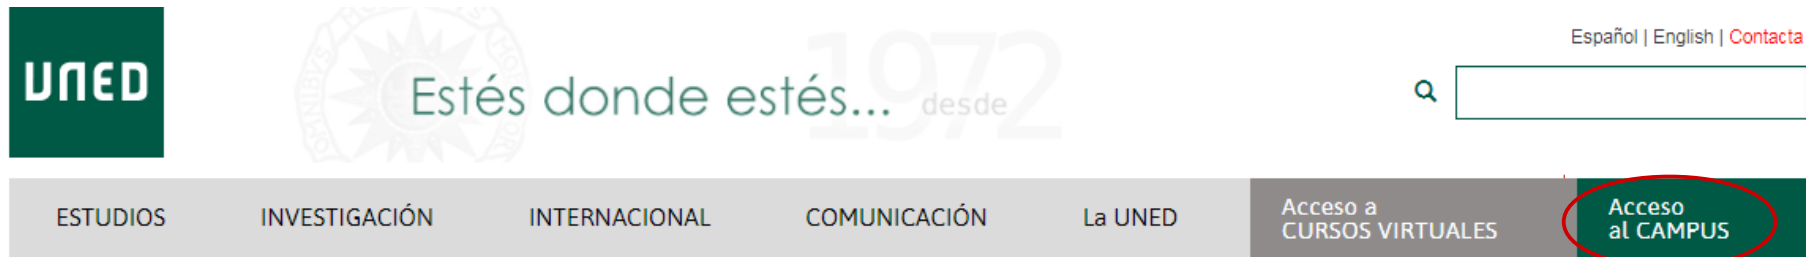 Español | English | Contacta
UNED
Estés donde estés... desde 1972
ESTUDIOS INVESTIGACIÓN INTERNACIONAL COMUNICACIÓN La UNED
Acceso a
CURSOS VIRTUALES
Acceso
al CAMPUS